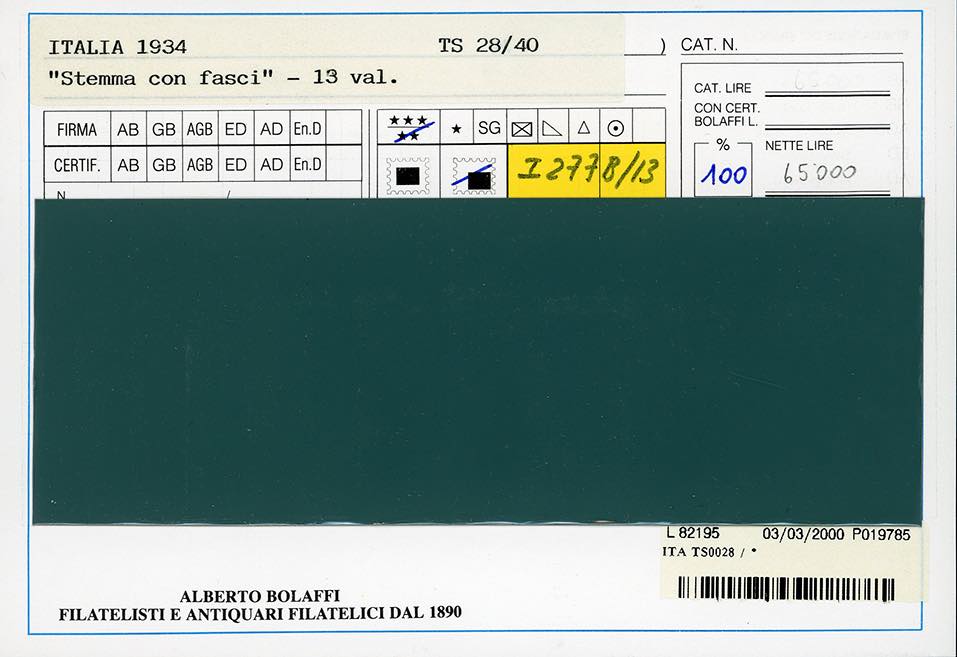 ITALIA 1934 TS 28/40
"Stemma con fasci" - 13 val.
) CAT. N.
CAT. LIRE
CON CERT.
BOLAFFI L.
FIRMA AB GB AGB ED AD En.D
★★★
★★ ★ SG
% NETTE LIRE
CERTIF. AB GB AGB ED AD En.D
I 2778/13
100 65000
N. /
L 82195 03/03/2000 P019785
ITA TS0028 / *
ALBERTO BOLAFFI
FILATELISTI E ANTIQUARI FILATELICI DAL 1890